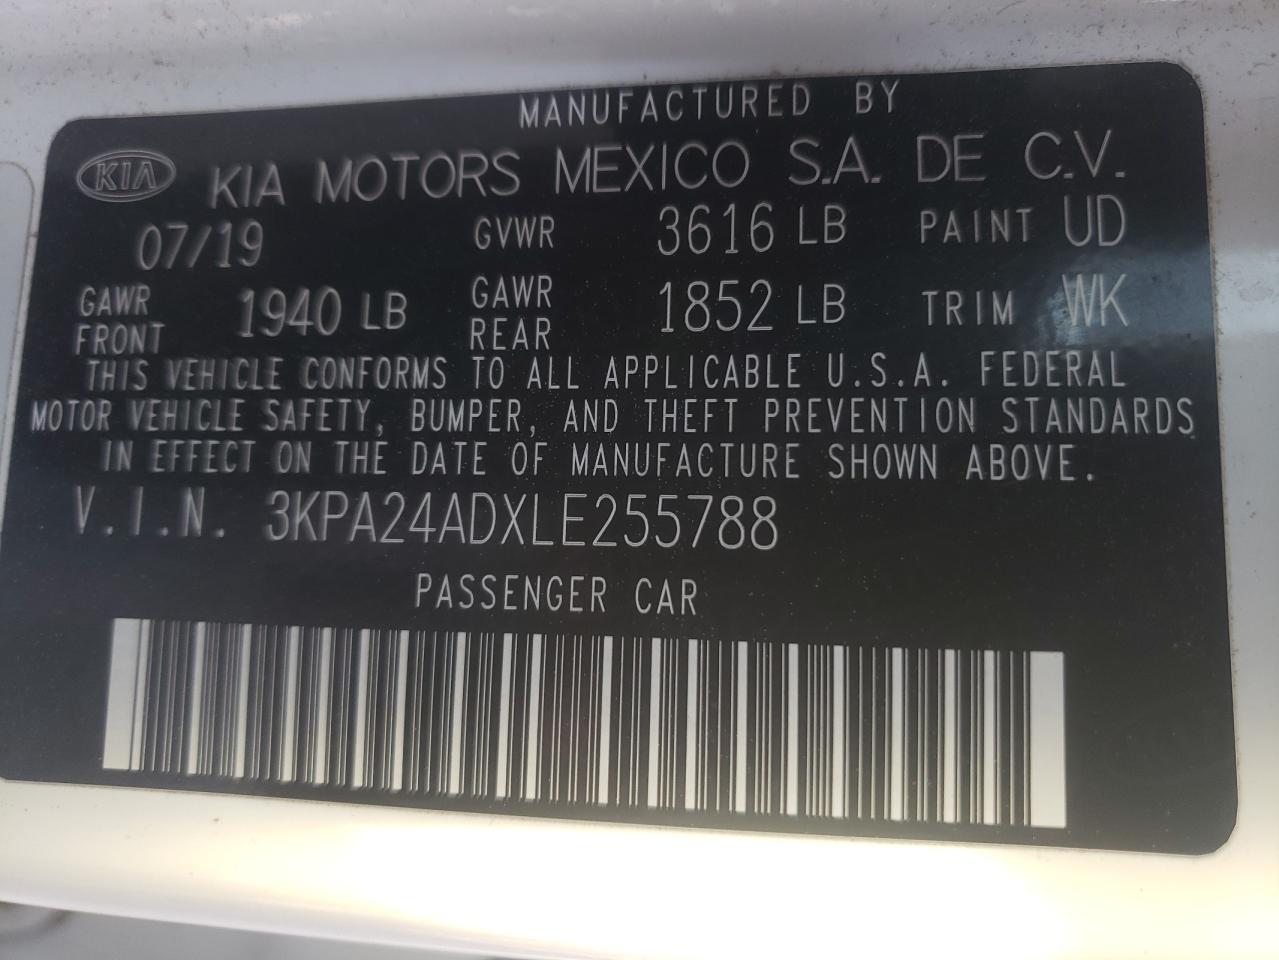 MANUFACTURED BY
KIA KIA MOTORS MEXICO S.A. DE C.V.
07/19 GVWR 3616 LB PAINT UD
GAWR FRONT 1940 LB GAWR REAR 1852 LB TRIM WK
THIS VEHICLE CONFORMS TO ALL APPLICABLE U.S.A. FEDERAL
MOTOR VEHICLE SAFETY, BUMPER, AND THEFT PREVENTION STANDARDS
IN EFFECT ON THE DATE OF MANUFACTURE SHOWN ABOVE.
V.I.N. 3KPA24ADXLE255788
PASSENGER CAR